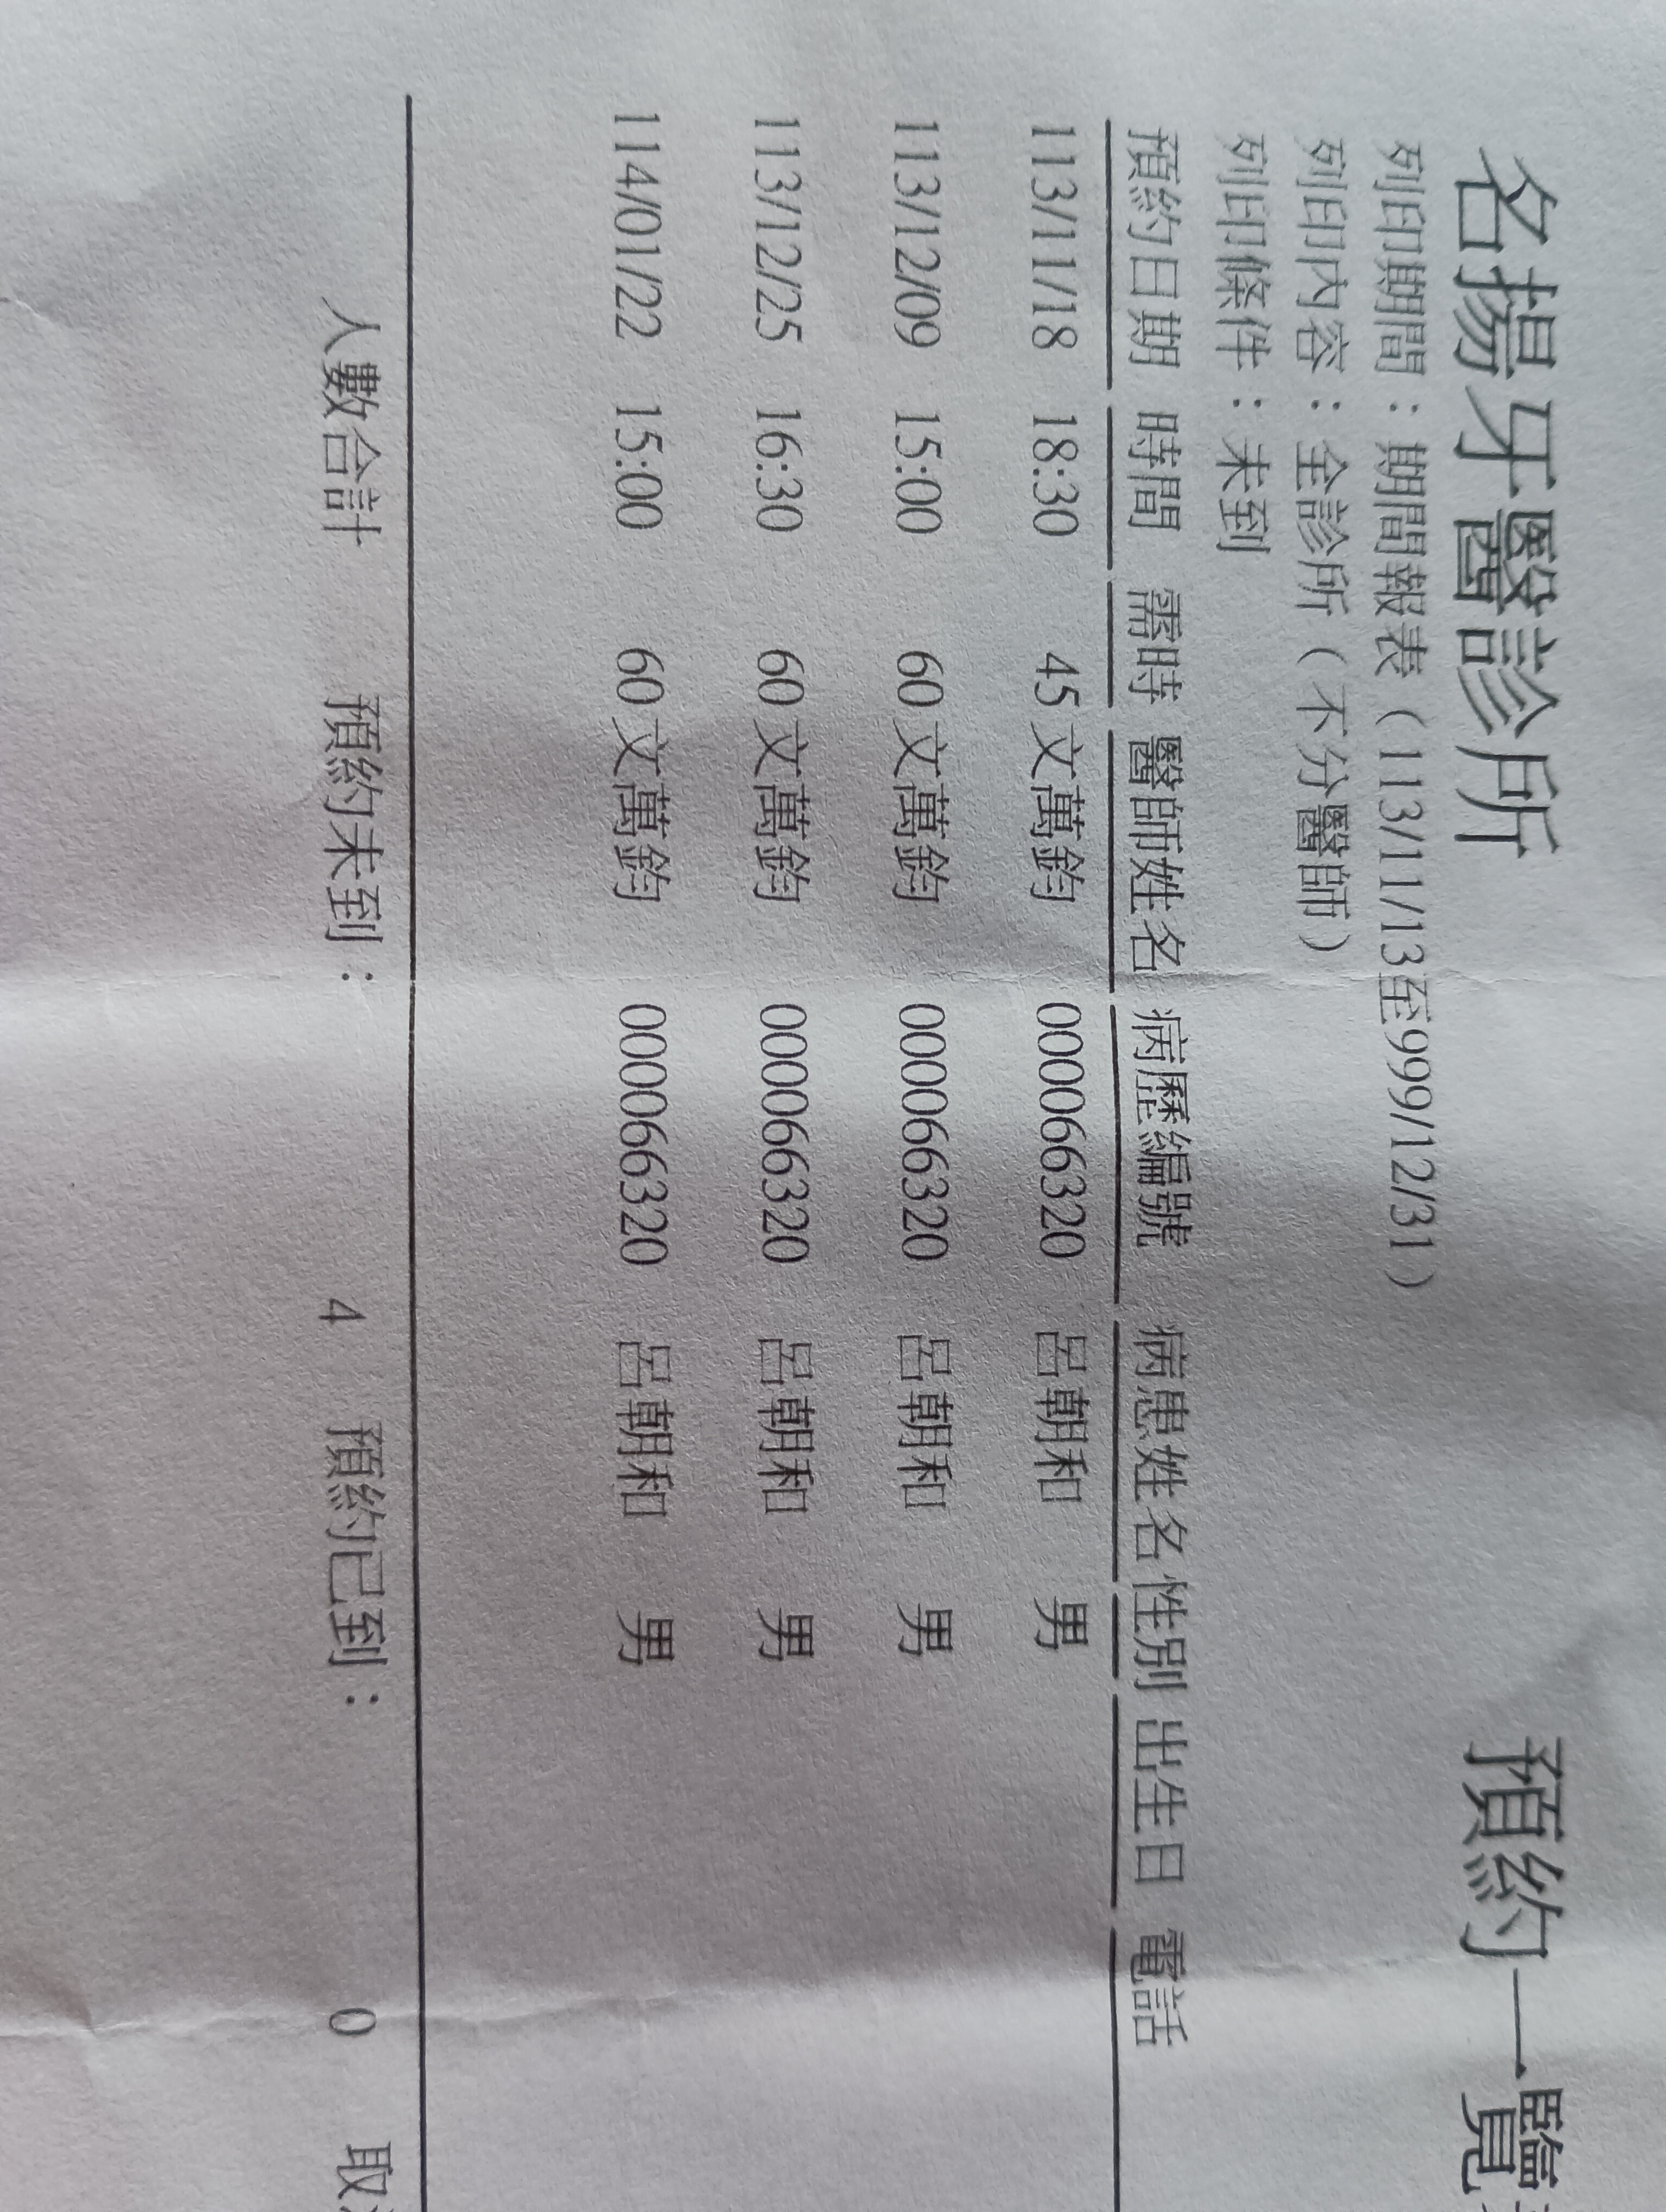 名揚牙醫診所 預約一覽
列印期間：期間報表（113/11/13至999/12/31）
列印內容：全診所（不分醫師）
列印條件：未到
預約日期 時間 需時 醫師姓名 病歷編號 病患姓名 性別 出生日 電話
113/11/18 18:30 45 文萬鈞 00066320 呂朝和 男
113/12/09 15:00 60 文萬鈞 00066320 呂朝和 男
113/12/25 16:30 60 文萬鈞 00066320 呂朝和 男
114/01/22 15:00 60 文萬鈞 00066320 呂朝和 男
人數合計 預約未到： 4 預約已到： 0 取